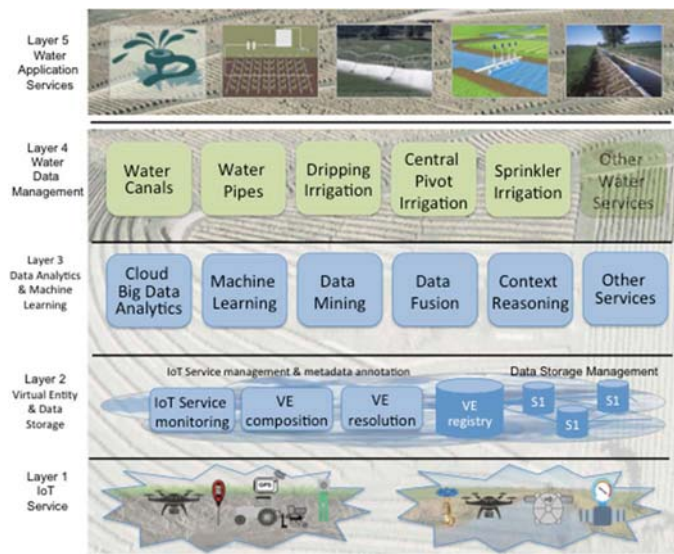 Layer 5
Water
Application
Services
Layer 4
Water
Data
Management
Water
Canals
Water
Pipes
Dripping
Irrigation
Central
Pivot
Irrigation
Sprinkler
Irrigation
Other
Water
Services
Layer 3
Data Analytics
& Machine
Learning
Cloud
Big Data
Analytics
Machine
Learning
Data
Mining
Data
Fusion
Context
Reasoning
Other
Services
Layer 2
Virtual Entity
& Data
Storage
IoT Service management & metadata annotation
Data Storage Management
IoT Service
monitoring
VE
composition
VE
resolution
VE
registry
S1
S1
S1
Layer 1
IoT
Service
GPS